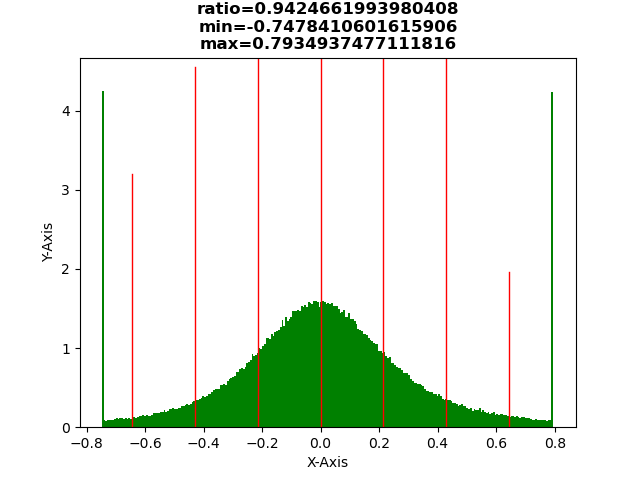 ratio=0.9424661993980408
min=-0.7478410601615906
max=0.7934937477111816
4
3
2
1
0
Y-Axis
−0.8 −0.6 −0.4 −0.2 0.0 0.2 0.4 0.6 0.8
X-Axis